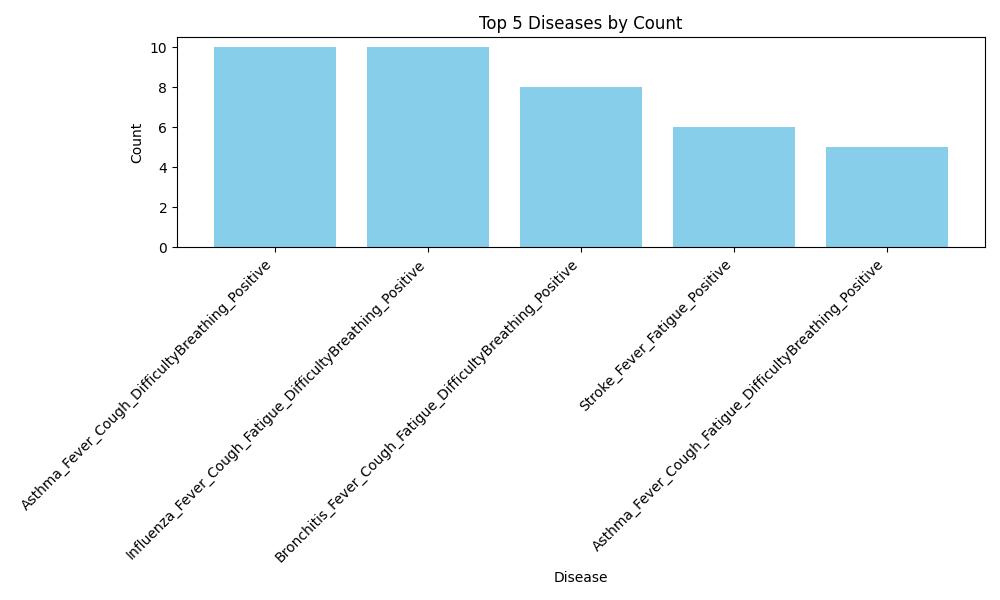 Top 5 Diseases by Count
Count
10
8
6
4
2
0
Asthma_Fever_Cough_DifficultyBreathing_Positive
Influenza_Fever_Cough_Fatigue_DifficultyBreathing_Positive
Bronchitis_Fever_Cough_Fatigue_DifficultyBreathing_Positive
Stroke_Fever_Fatigue_Positive
Asthma_Fever_Cough_Fatigue_DifficultyBreathing_Positive
Disease